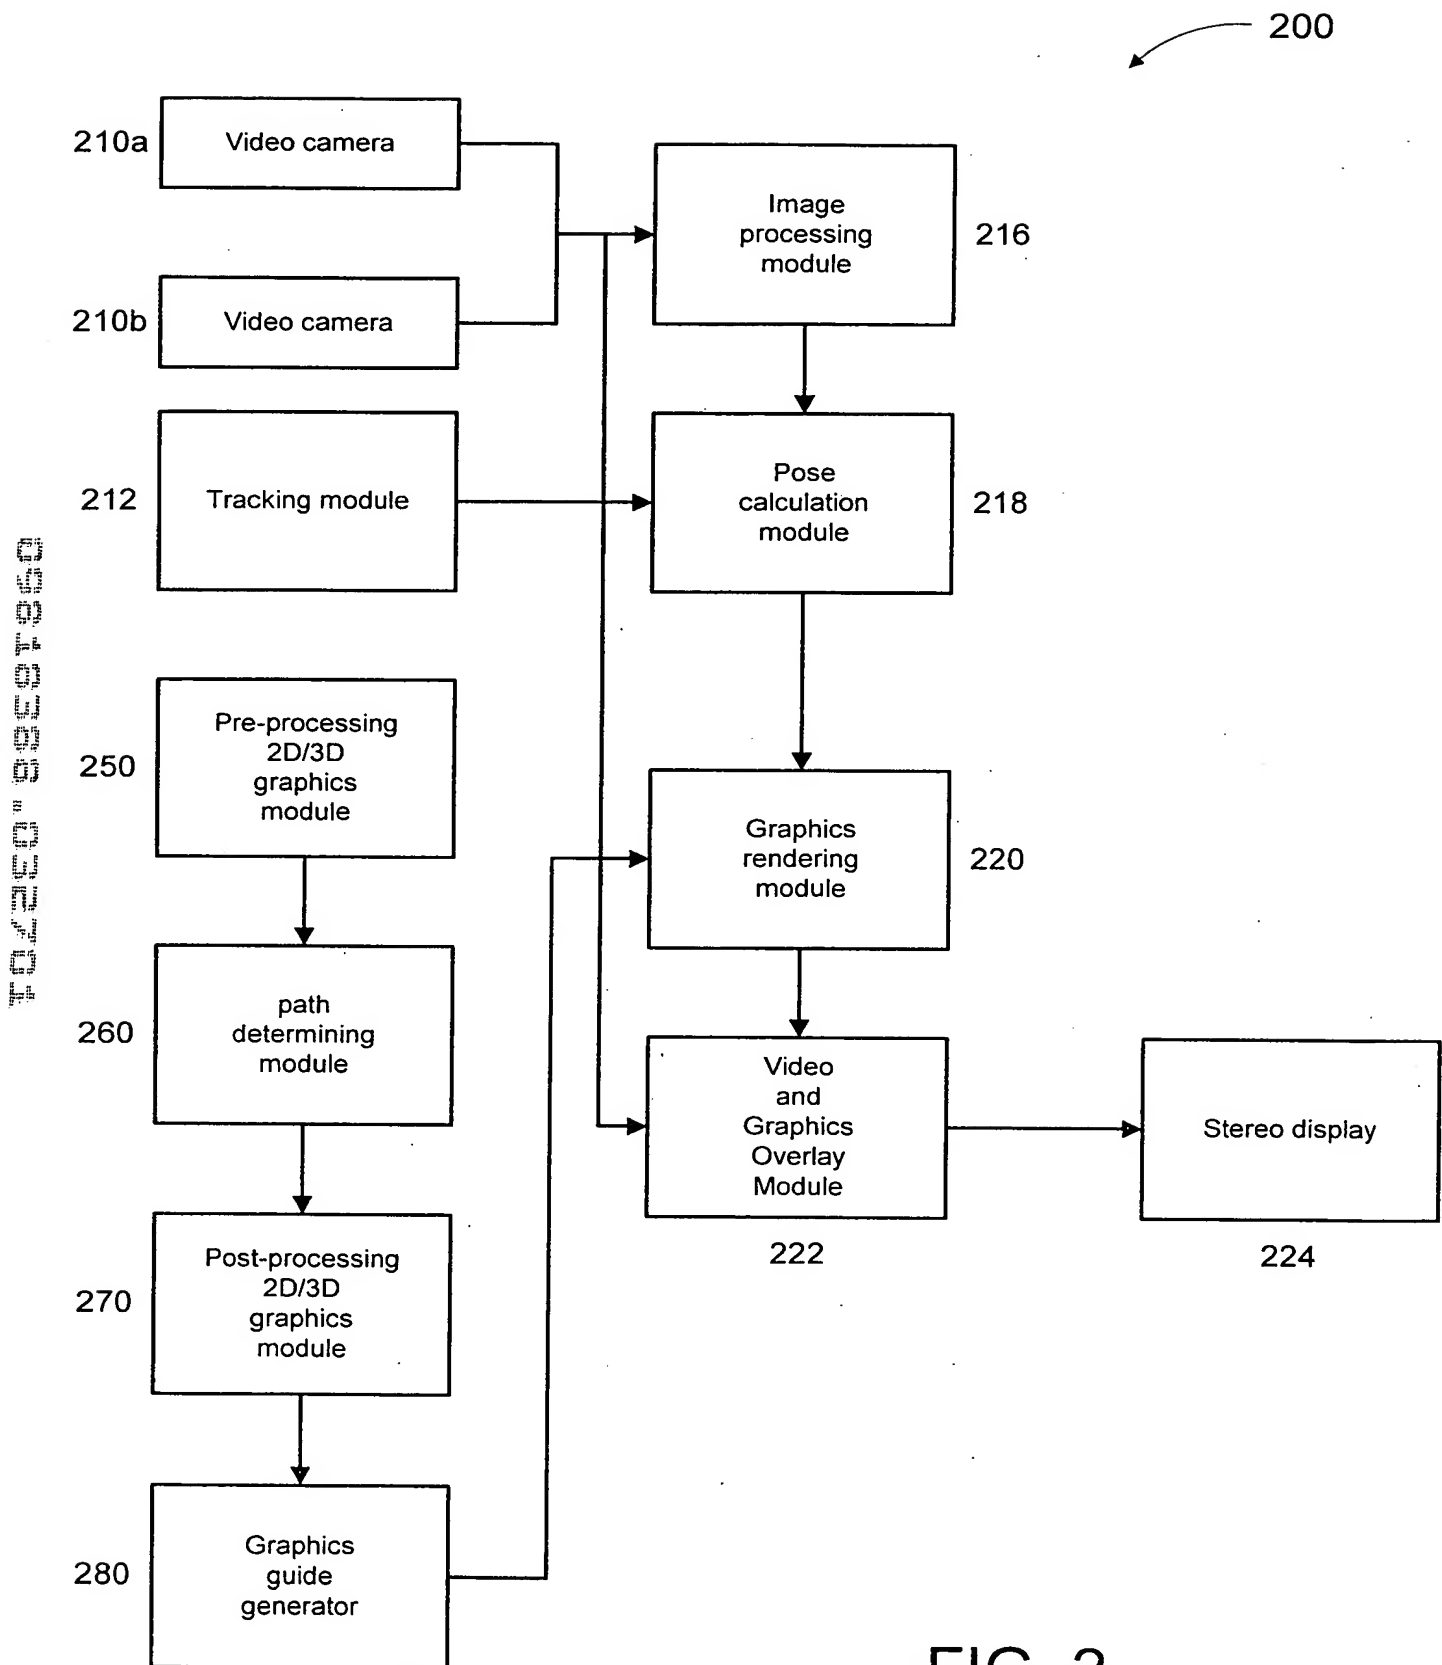 200
210a
Video camera
Image
processing
module
216
210b
Video camera
212
Tracking module
Pose
calculation
module
218
250
Pre-processing
2D/3D
graphics
module
Graphics
rendering
module
220
260
path
determining
module
Video
and
Graphics
Overlay
Module
222
Stereo display
224
270
Post-processing
2D/3D
graphics
module
280
Graphics
guide
generator
FIG. 2